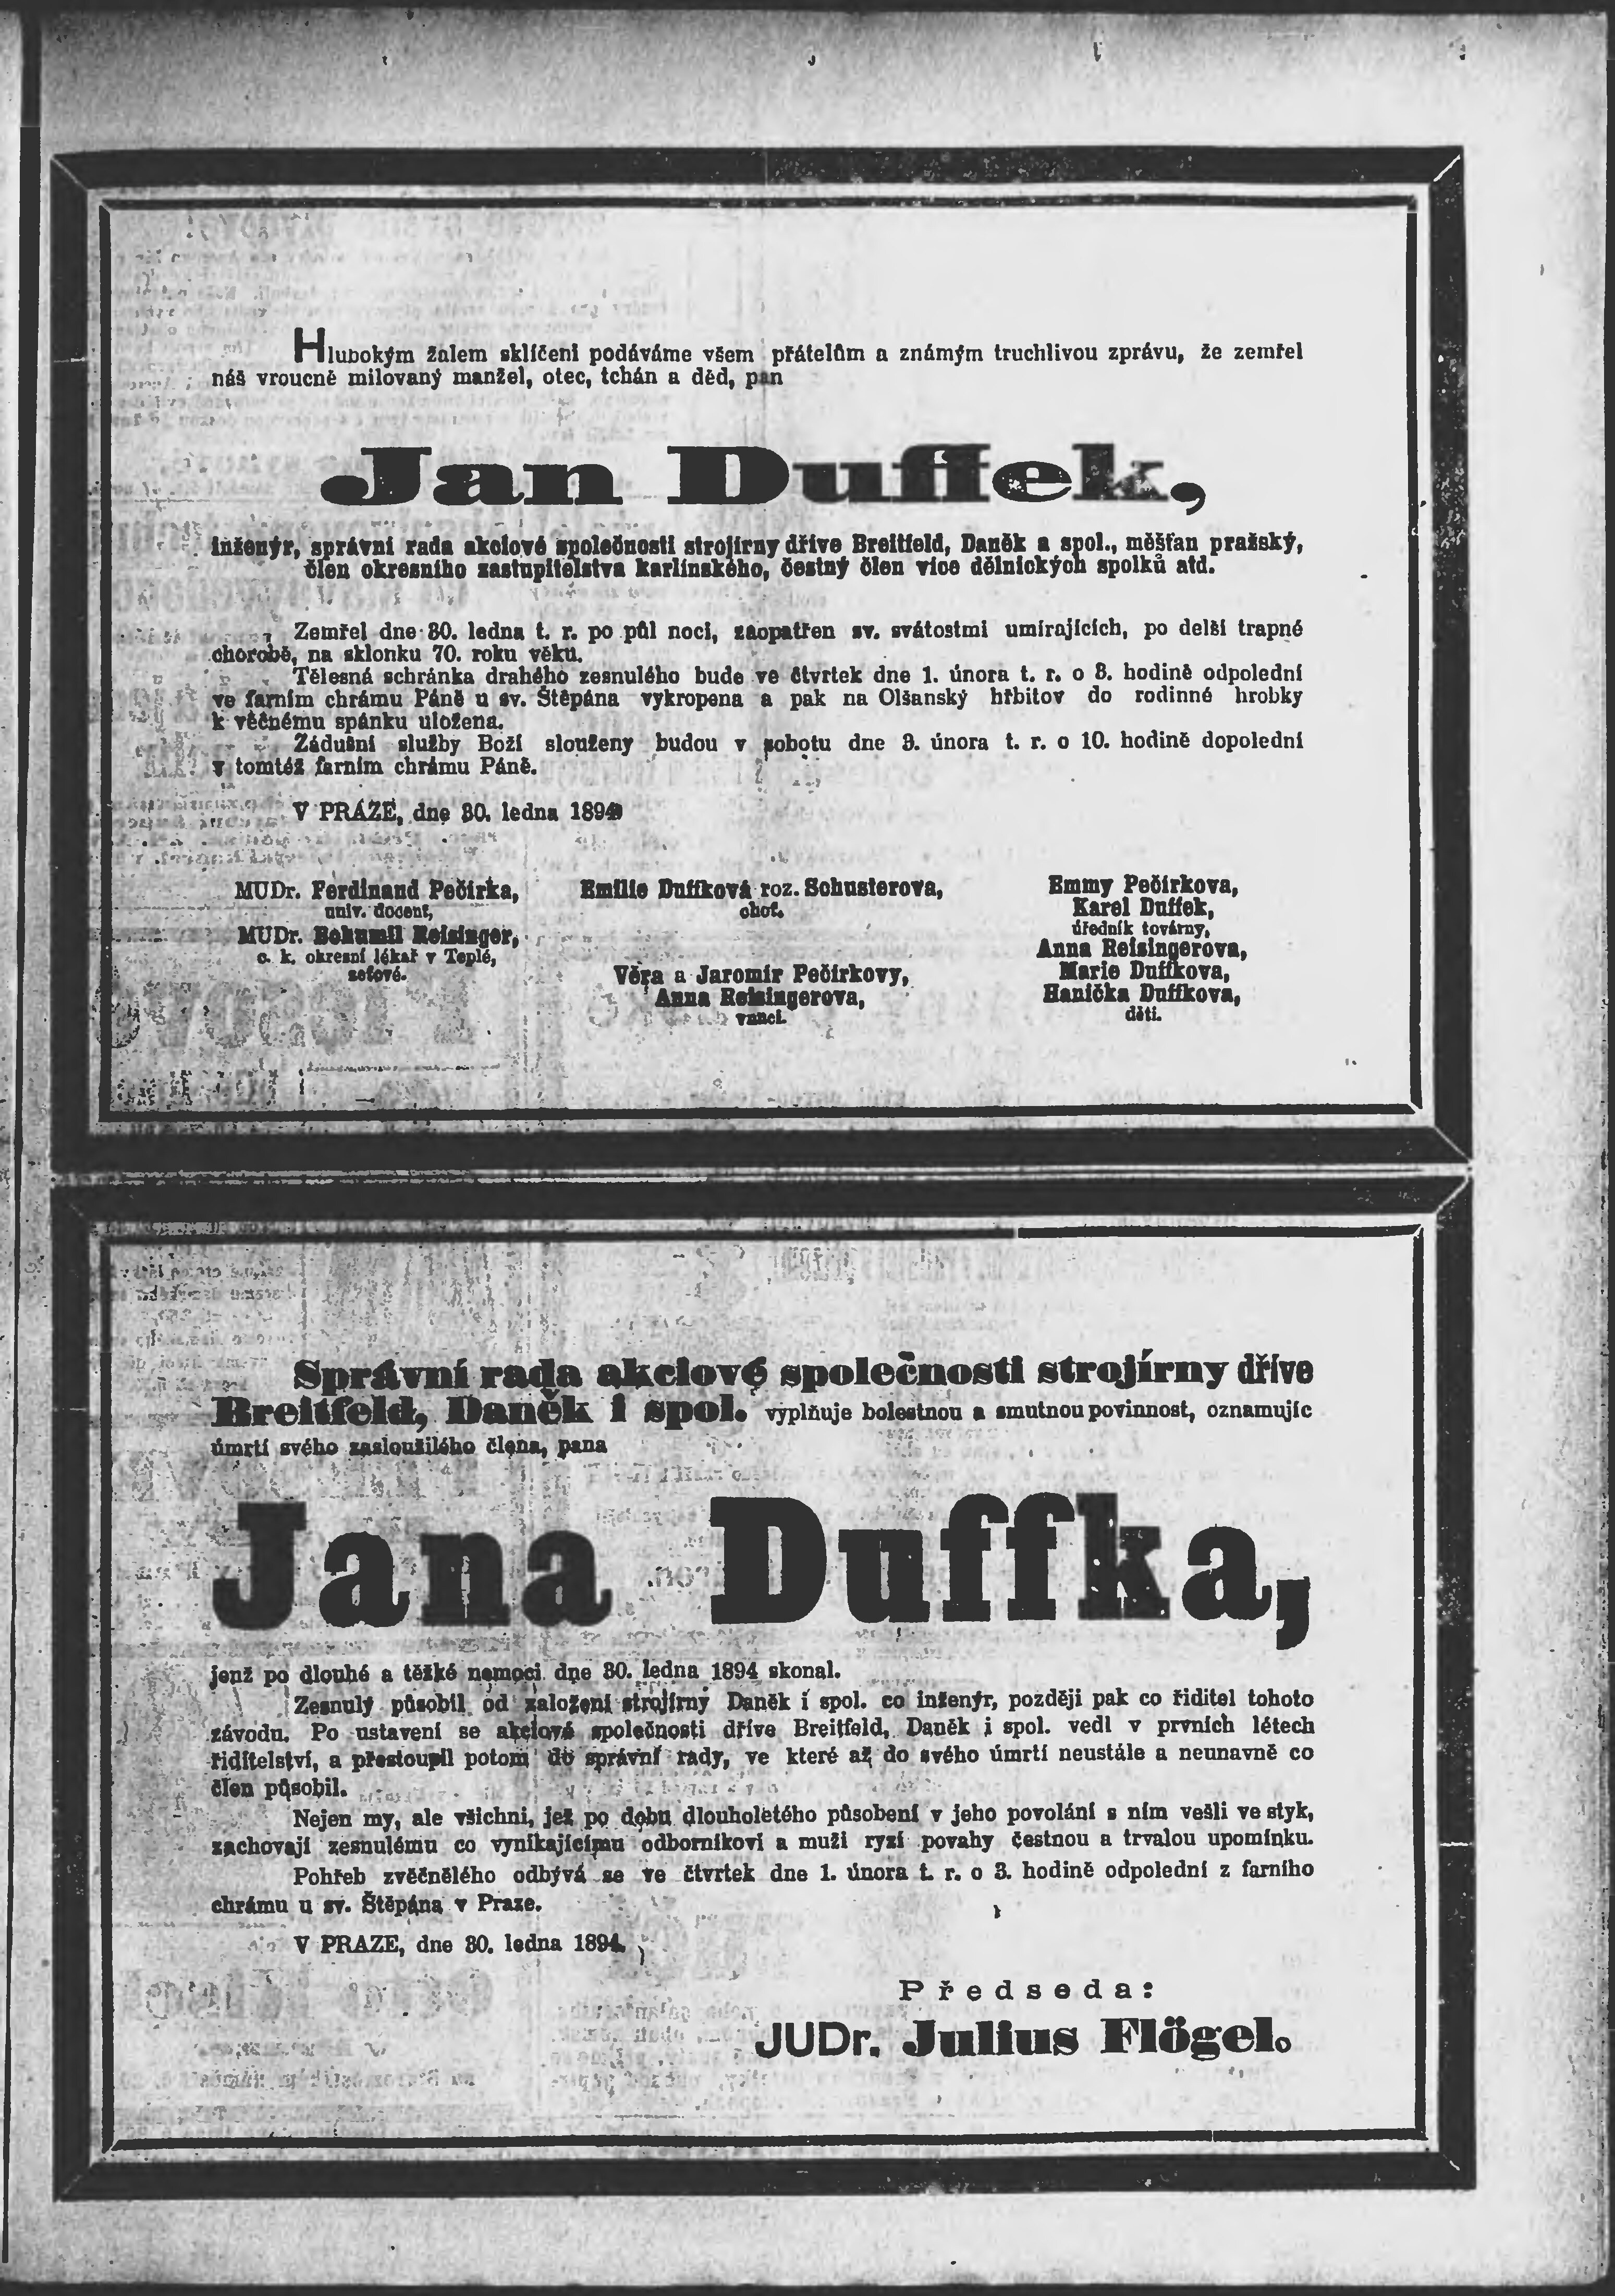 Hlubokým žalem sklíčeni podáváme všem přátelům a známým truchlivou zprávu, že zemřel
náš vroucně milovaný manžel, otec, tchán a děd, pan
Jan Duffek,
inženýr, správní rada akciové společnosti strojírny dříve Breitfeld, Daněk a spol., měšťan pražský,
člen okresního zastupitelstva karlínského, čestný člen více dělnických spolků atd.
Zemřel dne 30. ledna t. r. po půl noci, zaopatřen sv. svátostmi umírajících, po delší trapné
chorobě, na sklonku 70. roku věku.
Tělesná schránka drahého zesnulého bude ve čtvrtek dne 1. února t. r. o 3. hodině odpolední
ve farním chrámu Páně u sv. Štěpána vykropena a pak na Olšanský hřbitov do rodinné hrobky
k věčnému spánku uložena.
Zádušní služby Boží slouženy budou v sobotu dne 3. února t. r. o 10. hodině dopolední
v tomtéž farním chrámu Páně.
V PRAZE, dne 30. ledna 1894
MUDr. Ferdinand Pečírka,
univ. docent,
MUDr. Bohumil Reisinger,
c. k. okresní lékař v Teplé,
zeťové.
Emilie Duffková roz. Schusterova,
choť.
Věra a Jaromír Pečírkovy,
Anna Reisingerova,
vnuci.
Emmy Pečírkova,
Karel Duffek,
úředník továrny,
Anna Reisingerova,
Marie Duffkova,
Hanička Duffkova,
děti.
Správní rada akciové společnosti strojírny dříve
Breitfeld, Daněk i spol. vyplňuje bolestnou a smutnou povinnost, oznamujíc
úmrtí svého zasloužilého člena, pana
Jana Duffka,
jenž po dlouhé a těžké nemoci dne 30. ledna 1894 skonal.
Zesnulý působil od založení strojírny Daněk i spol. co inženýr, později pak co řiditel tohoto
závodu. Po ustavení se akciová společnosti dříve Breitfeld, Daněk i spol. vedl v prvních létech
řiditelství, a přestoupil potom do správní rady, ve které až do svého úmrtí neustále a neunavně co
člen působil.
Nejen my, ale všichni, jež po dobu dlouholetého působení v jeho povolání s ním vešli ve styk,
zachovají zesnulému co vynikajícímu odborníkovi a muži ryzí povahy čestnou a trvalou upomínku.
Pohřeb zvěčnělého odbývá se ve čtvrtek dne 1. února t. r. o 3. hodině odpolední z farního
chrámu u sv. Štěpána v Praze.
V PRAZE, dne 30. ledna 1894.
Předseda:
JUDr. Julius Flögel.